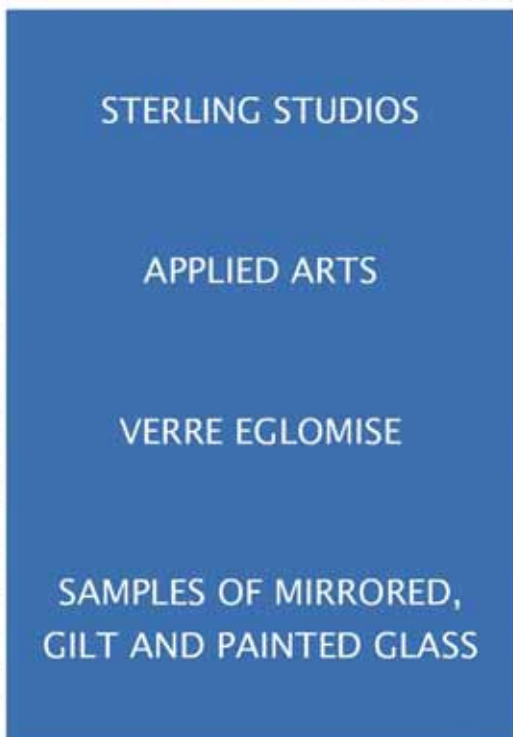 STERLING STUDIOS
APPLIED ARTS
VERRE EGLOMISE
SAMPLES OF MIRRORED,
GILT AND PAINTED GLASS